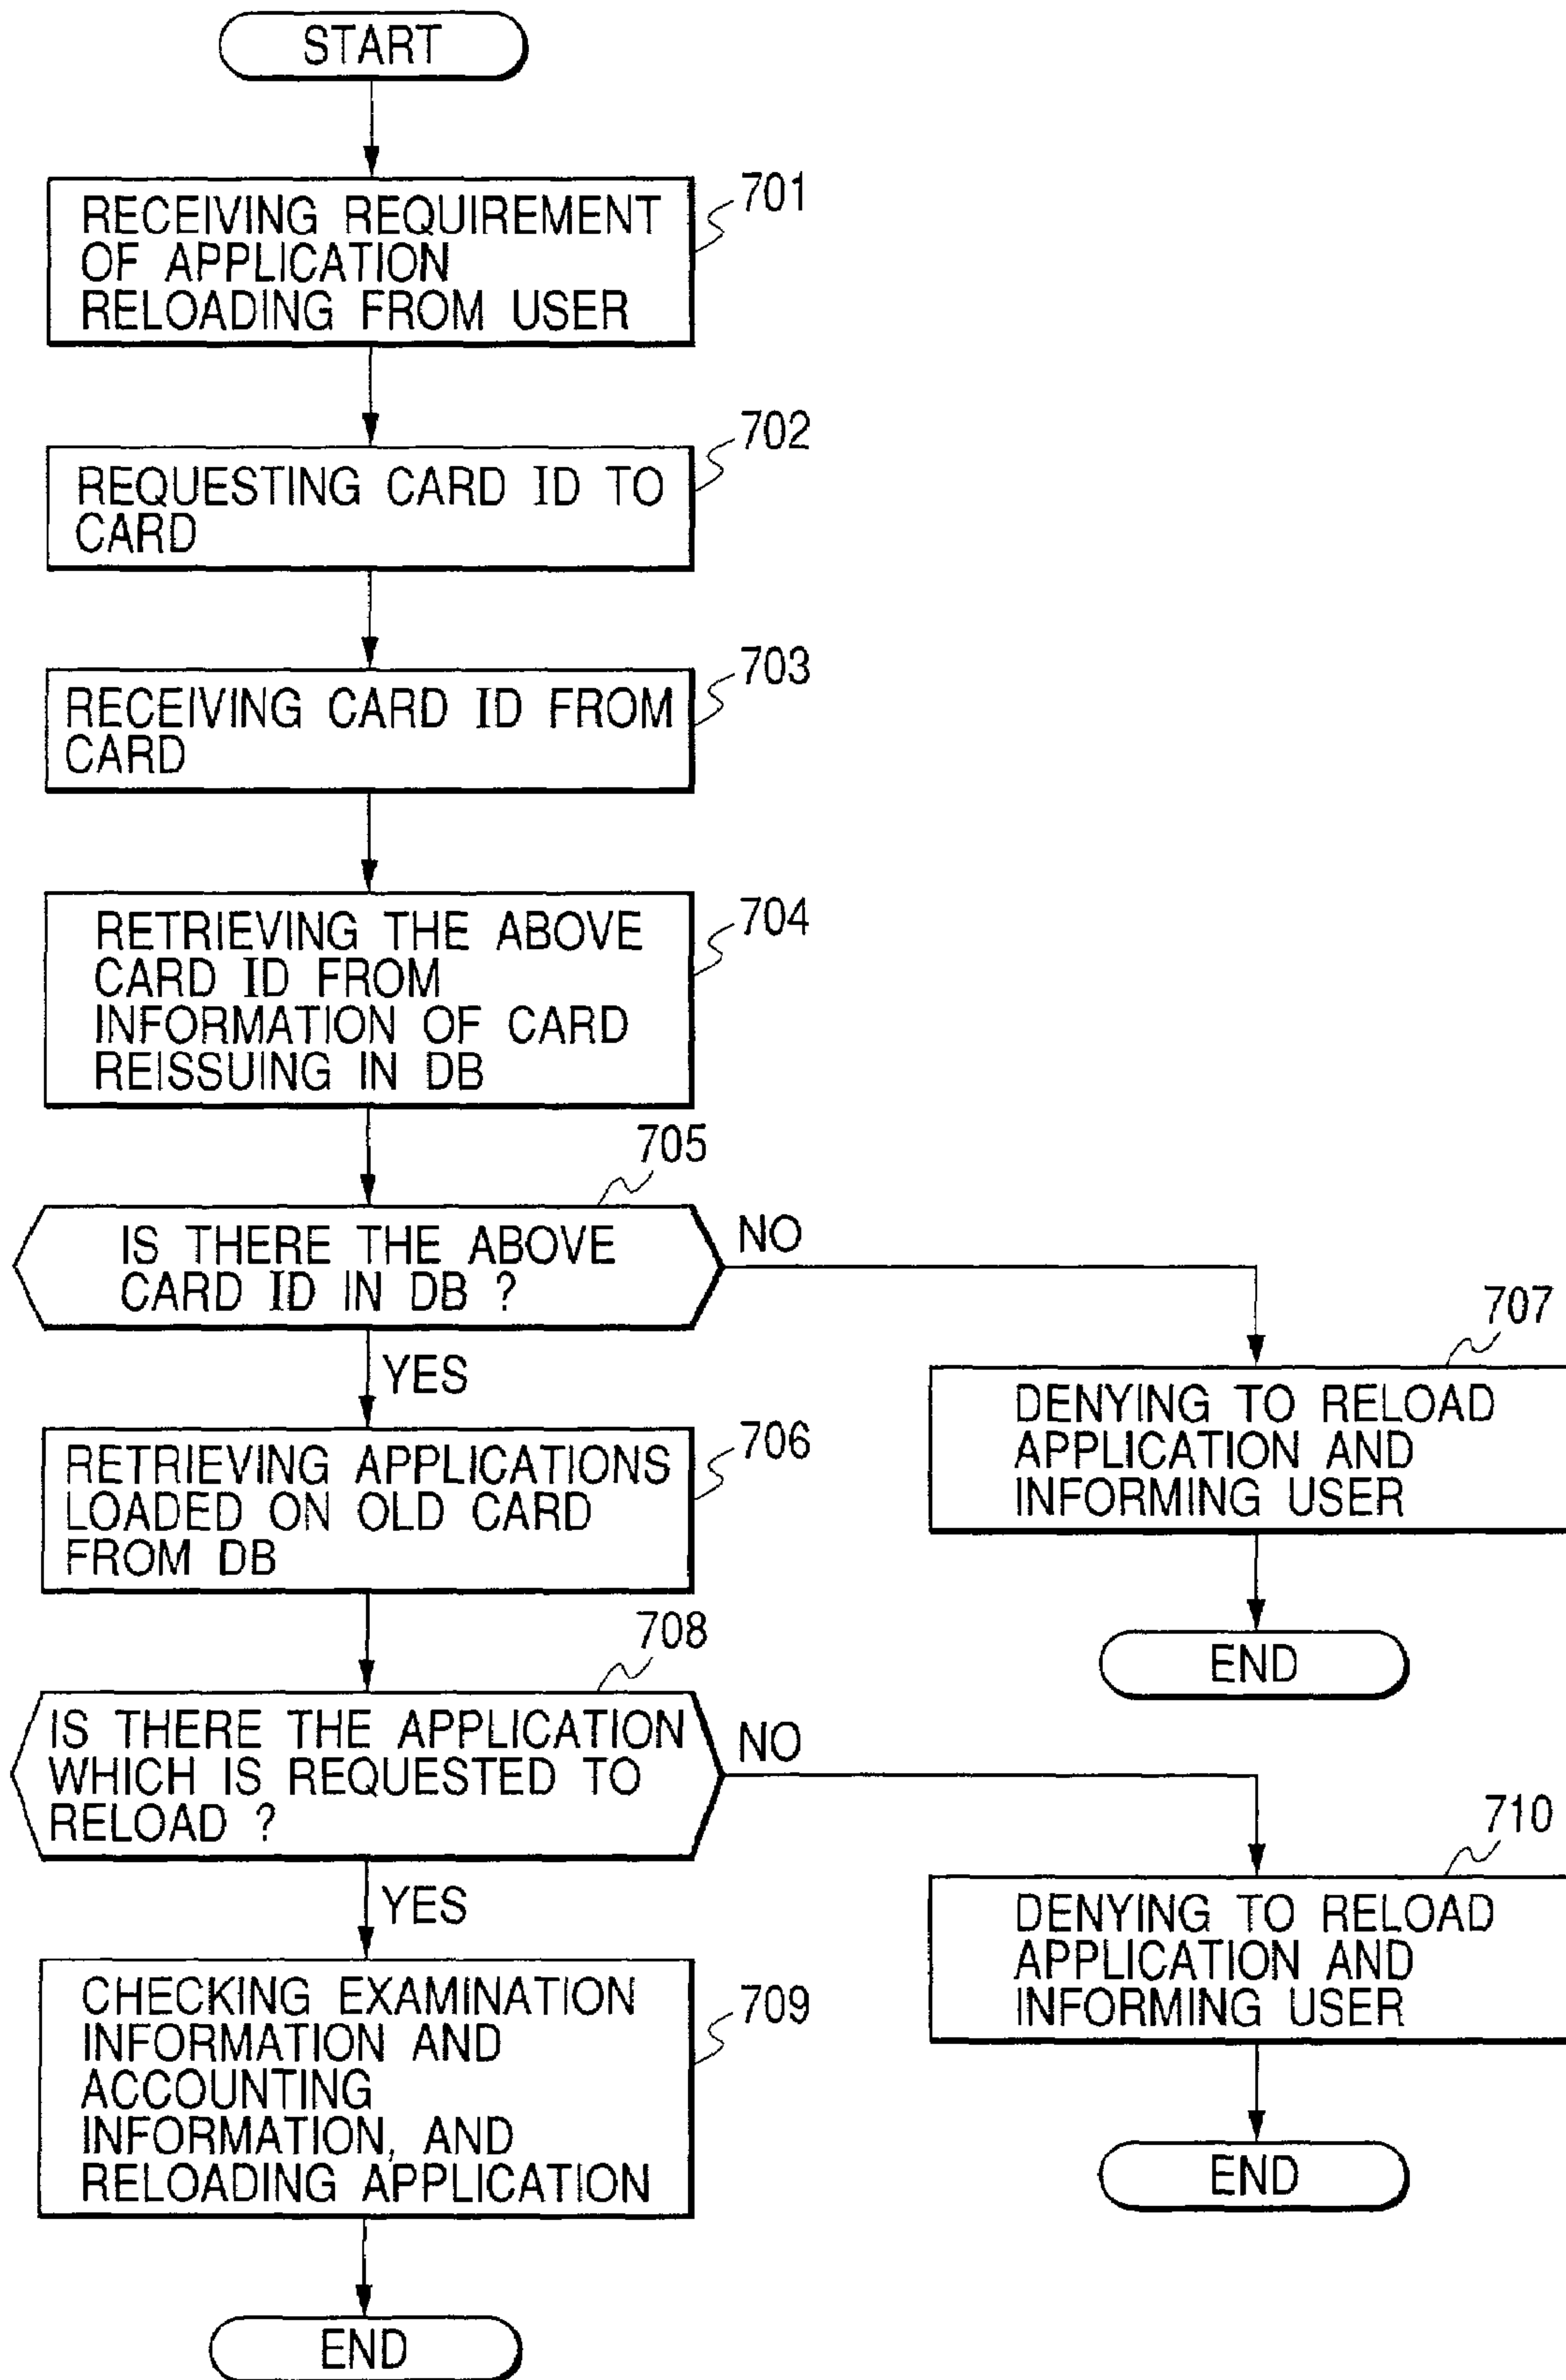 START
701
RECEIVING REQUIREMENT
OF APPLICATION
RELOADING FROM USER
702
REQUESTING CARD ID TO
CARD
703
RECEIVING CARD ID FROM
CARD
704
RETRIEVING THE ABOVE
CARD ID FROM
INFORMATION OF CARD
REISSUING IN DB
705
IS THERE THE ABOVE
CARD ID IN DB ?
NO
YES
707
DENYING TO RELOAD
APPLICATION AND
INFORMING USER
END
706
RETRIEVING APPLICATIONS
LOADED ON OLD CARD
FROM DB
708
IS THERE THE APPLICATION
WHICH IS REQUESTED TO
RELOAD ?
NO
YES
710
DENYING TO RELOAD
APPLICATION AND
INFORMING USER
END
709
CHECKING EXAMINATION
INFORMATION AND
ACCOUNTING
INFORMATION, AND
RELOADING APPLICATION
END